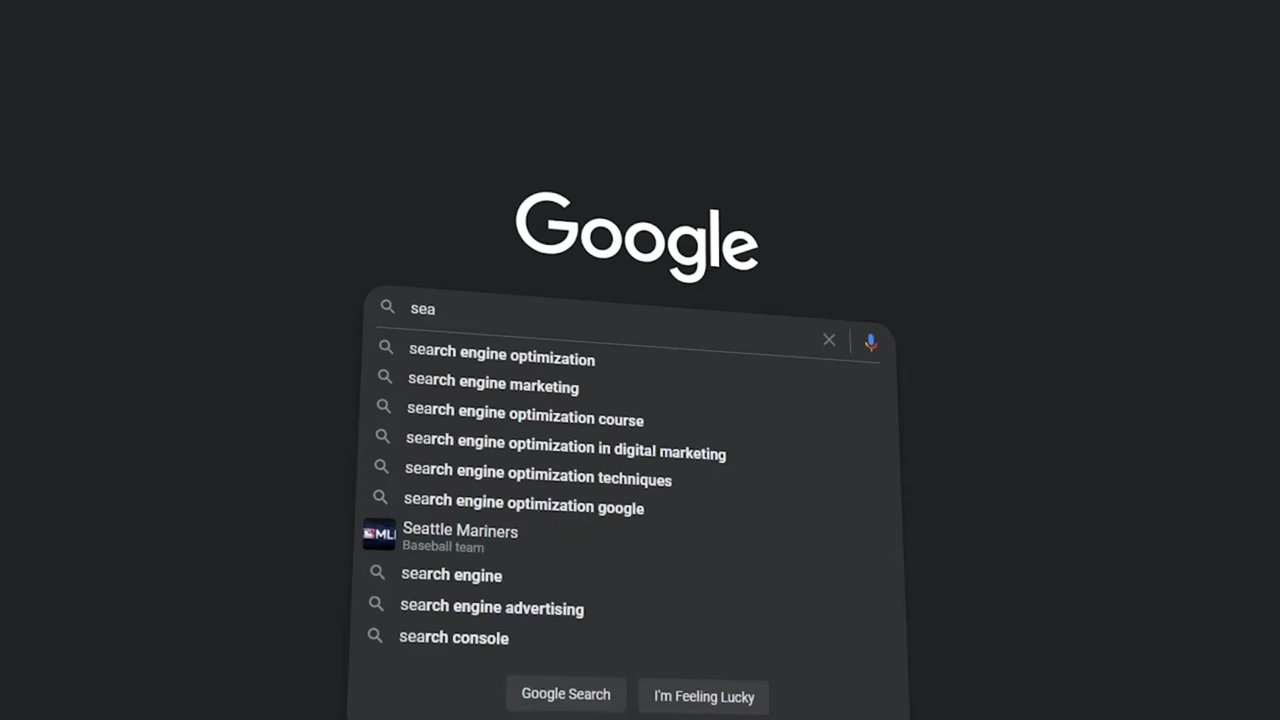 Google
sea
search engine optimization
search engine marketing
search engine optimization course
search engine optimization in digital marketing
search engine optimization techniques
search engine optimization google
ML
Seattle Mariners
Baseball team
search engine
search engine advertising
search console
Google Search
I'm Feeling Lucky